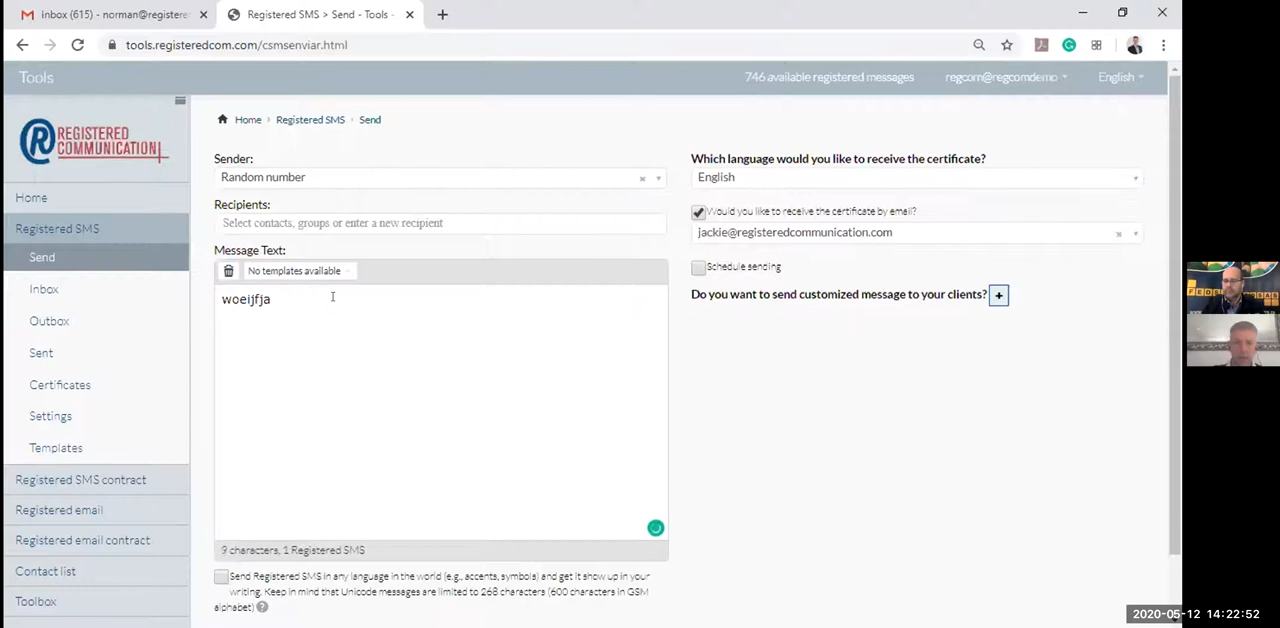 Inbox (615) - norman@registere
Registered SMS > Send - Tools -
tools.registeredcom.com/csmsenviar.html
Tools
746 available registered messages
regcom@regcomdemo
English
REGISTERED
COMMUNICATION
Home
Registered SMS
Send
Inbox
Outbox
Sent
Certificates
Settings
Templates
Registered SMS contract
Registered email
Registered email contract
Contact list
Toolbox
Home > Registered SMS > Send
Sender:
Random number
Recipients:
Select contacts, groups or enter a new recipient
Message Text:
No templates available
woeijfja
9 characters, 1 Registered SMS
Send Registered SMS in any language in the world (e.g., accents, symbols) and get it show up in your
writing. Keep in mind that Unicode messages are limited to 268 characters (600 characters in GSM
alphabet)
Which language would you like to receive the certificate?
English
Would you like to receive the certificate by email?
jackie@registeredcommunication.com
Schedule sending
Do you want to send customized message to your clients? +
2020-05-12 14:22:52